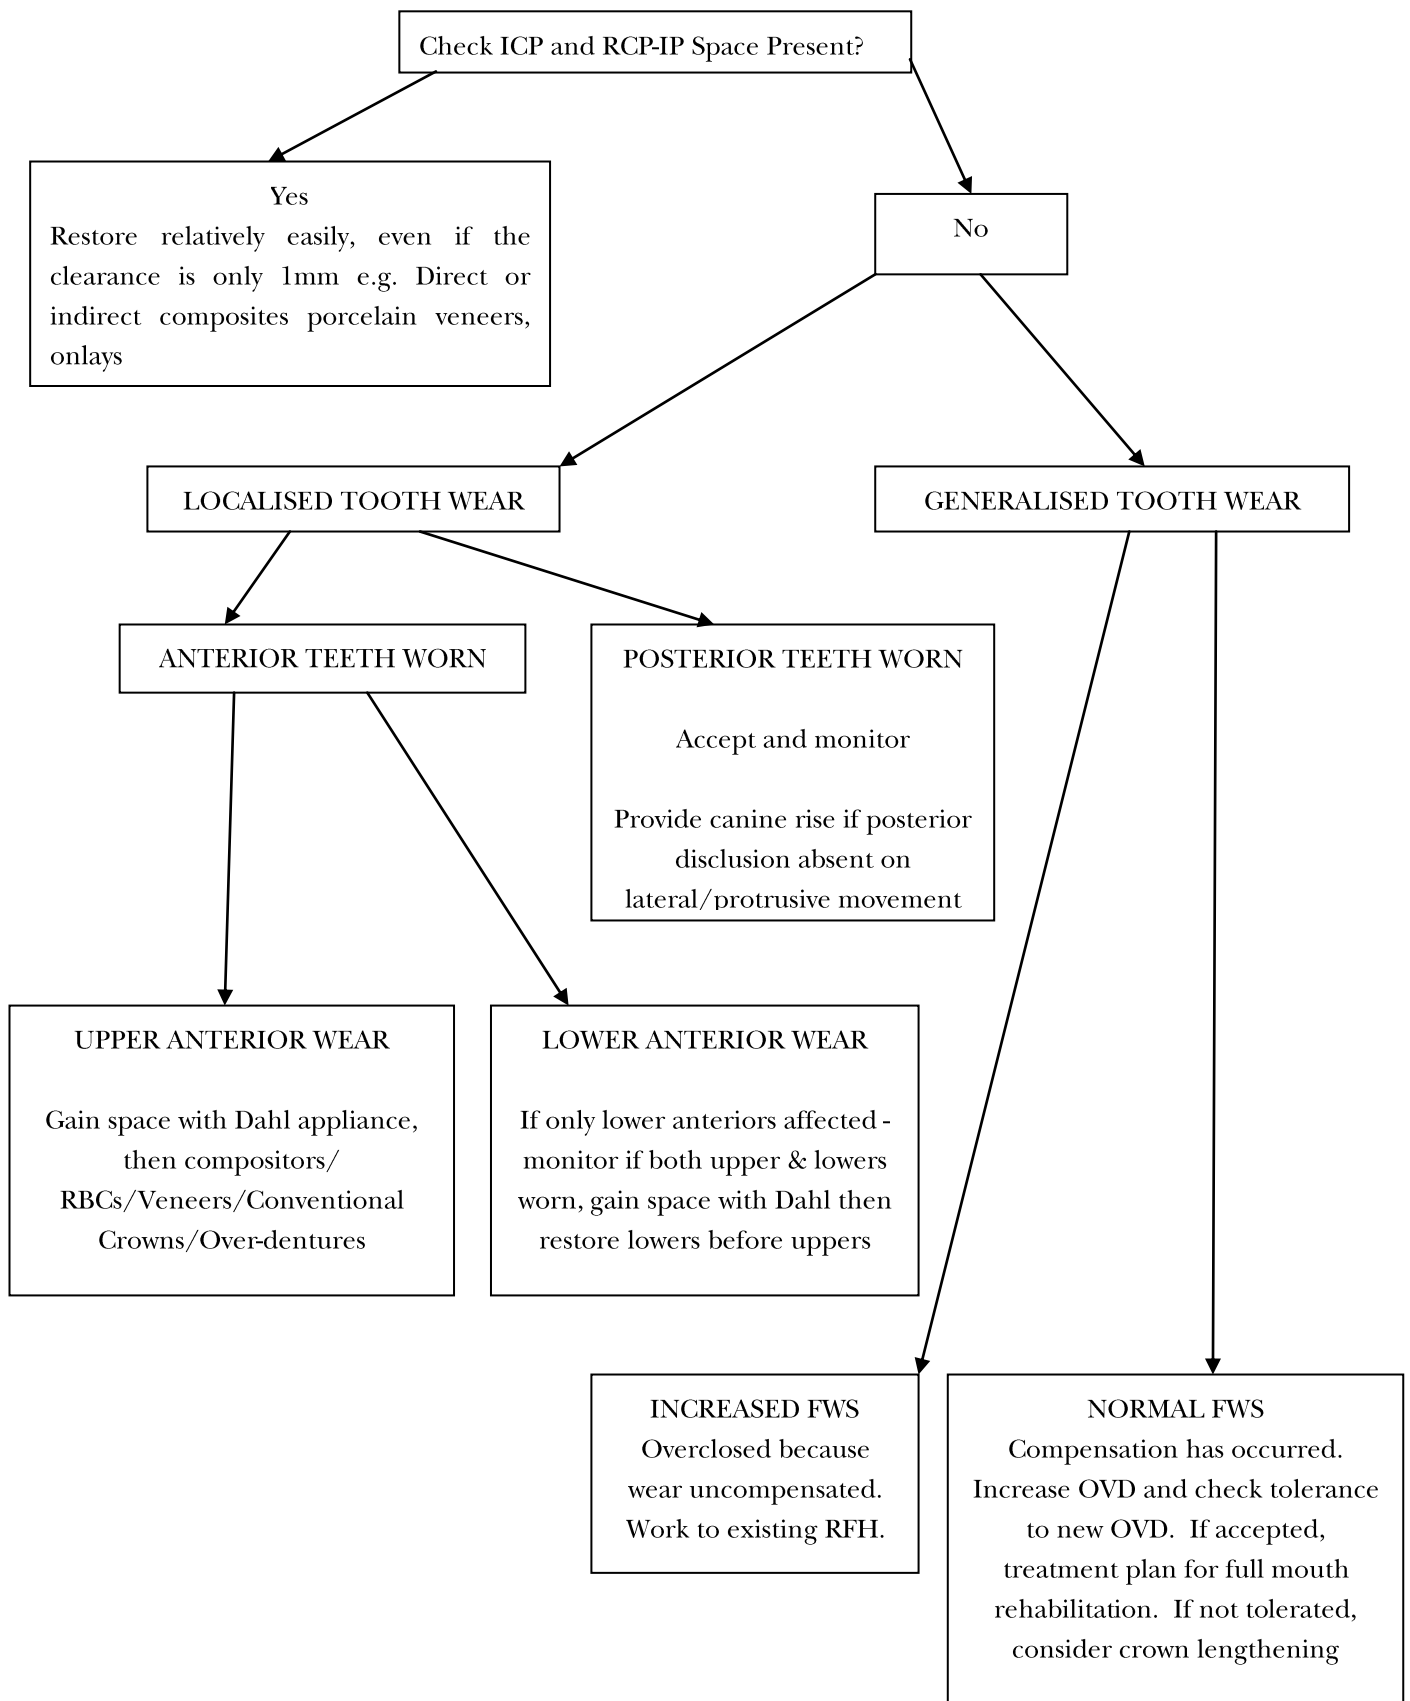 Check ICP and RCP-IP Space Present?
Yes
Restore relatively easily, even if the
clearance is only 1mm e.g. Direct or
indirect composites porcelain veneers,
onlays
No
LOCALISED TOOTH WEAR
GENERALISED TOOTH WEAR
ANTERIOR TEETH WORN
POSTERIOR TEETH WORN
Accept and monitor
Provide canine rise if posterior
disclusion absent on
lateral/protrusive movement
UPPER ANTERIOR WEAR
Gain space with Dahl appliance,
then compositors/
RBCs/Veneers/Conventional
Crowns/Over-dentures
LOWER ANTERIOR WEAR
If only lower anteriors affected -
monitor if both upper & lowers
worn, gain space with Dahl then
restore lowers before uppers
INCREASED FWS
Overclosed because
wear uncompensated.
Work to existing RFH.
NORMAL FWS
Compensation has occurred.
Increase OVD and check tolerance
to new OVD.  If accepted,
treatment plan for full mouth
rehabilitation.  If not tolerated,
consider crown lengthening